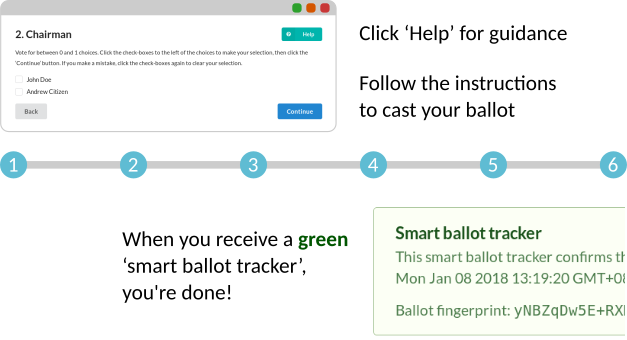 2. Chairman
Help
Vote for between 0 and 1 choices. Click the check-boxes to the left of the choices to make your selection, then click the
'Continue' button. If you make a mistake, click the check-boxes again to clear your selection.
John Doe
Andrew Citizen
Back
Continue
Click ‘Help’ for guidance
Follow the instructions
to cast your ballot
1 2 3 4 5 6
When you receive a green
‘smart ballot tracker’,
you're done!
Smart ballot tracker
This smart ballot tracker confirms th
Mon Jan 08 2018 13:19:20 GMT+08
Ballot fingerprint: yNBZqDw5E+RX